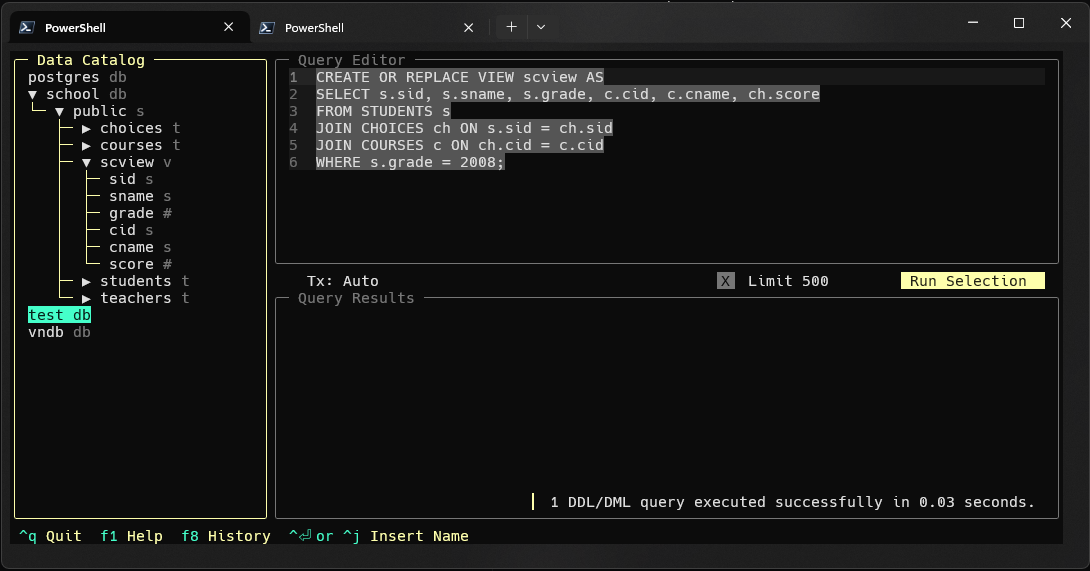 PowerShell
PowerShell
Data Catalog
postgres db
▼ school db
▼ public s
▶ choices t
▶ courses t
▼ scview v
sid s
sname s
grade #
cid s
cname s
score #
▶ students t
▶ teachers t
test db
vndb db
Query Editor
1 CREATE OR REPLACE VIEW scview AS
2 SELECT s.sid, s.sname, s.grade, c.cid, c.cname, ch.score
3 FROM STUDENTS s
4 JOIN CHOICES ch ON s.sid = ch.sid
5 JOIN COURSES c ON ch.cid = c.cid
6 WHERE s.grade = 2008;
Tx: Auto X Limit 500 Run Selection
Query Results
1 DDL/DML query executed successfully in 0.03 seconds.
^q Quit f1 Help f8 History ^⏎ or ^j Insert Name